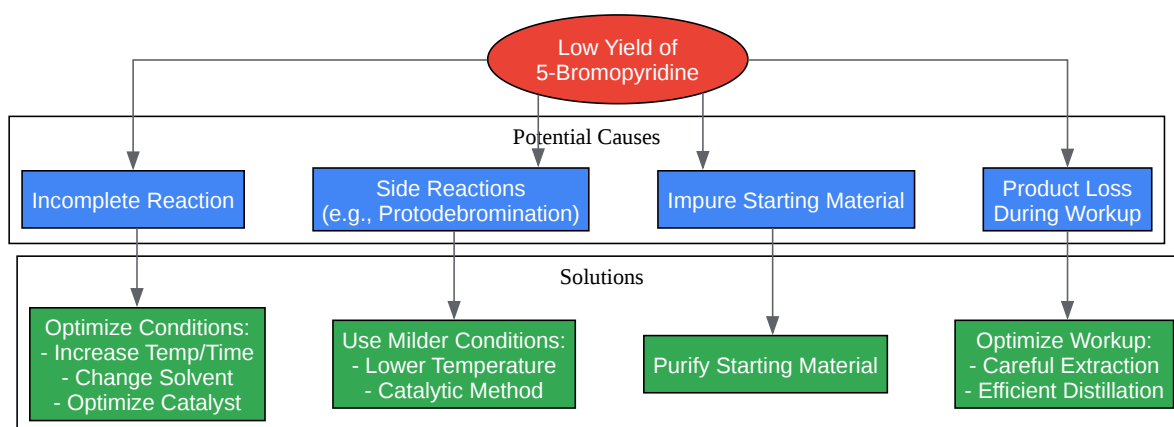 Low Yield of
5-Bromopyridine
Potential Causes
Incomplete Reaction
Side Reactions
(e.g., Protodebromination)
Impure Starting Material
Product Loss
During Workup
Solutions
Optimize Conditions:
- Increase Temp/Time
- Change Solvent
- Optimize Catalyst
Use Milder Conditions:
- Lower Temperature
- Catalytic Method
Purify Starting Material
Optimize Workup:
- Careful Extraction
- Efficient Distillation